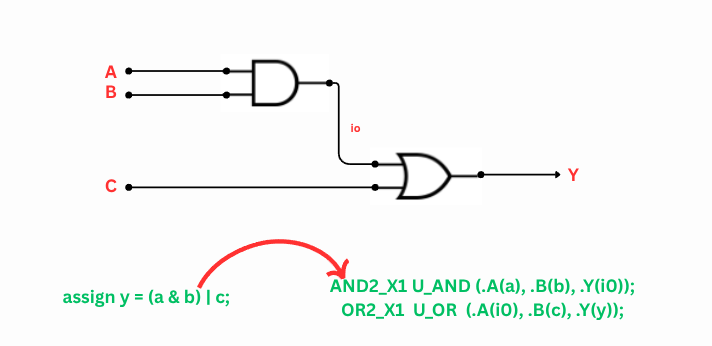 A
B
io
C
Y
assign y = (a & b) | c;
AND2_X1 U_AND (.A(a), .B(b), .Y(i0));
OR2_X1 U_OR (.A(i0), .B(c), .Y(y));